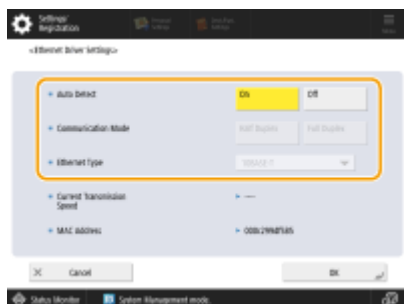 Settings/
Registration
<Ethernet Driver Settings>
Auto Detect
On
Off
Communication Mode
Half Duplex
Full Duplex
Ethernet Type
Current Transmission
Speed
----
MAC Address
Cancel
OK
Status Monitor
System Management mode.